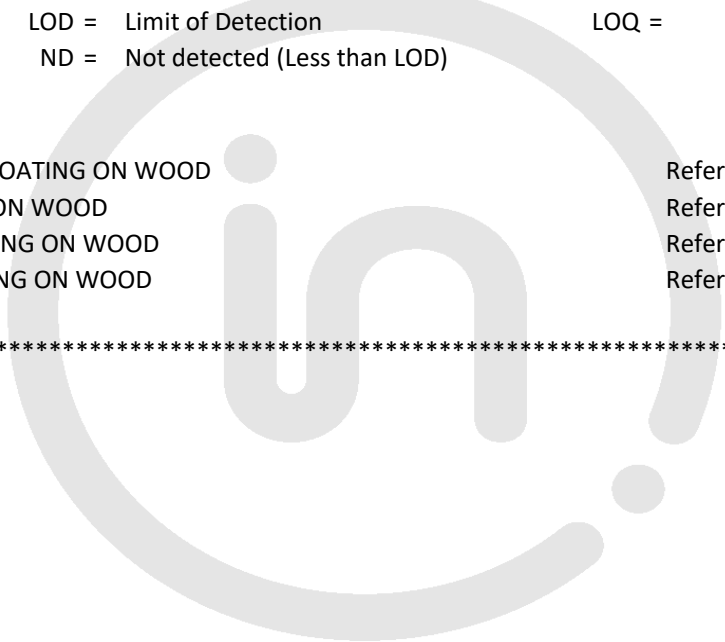 LOD = Limit of Detection LOQ =
ND = Not detected (Less than LOD)
OATING ON WOOD Refer
ON WOOD Refer
NG ON WOOD Refer
NG ON WOOD Refer
*******************************************************
in